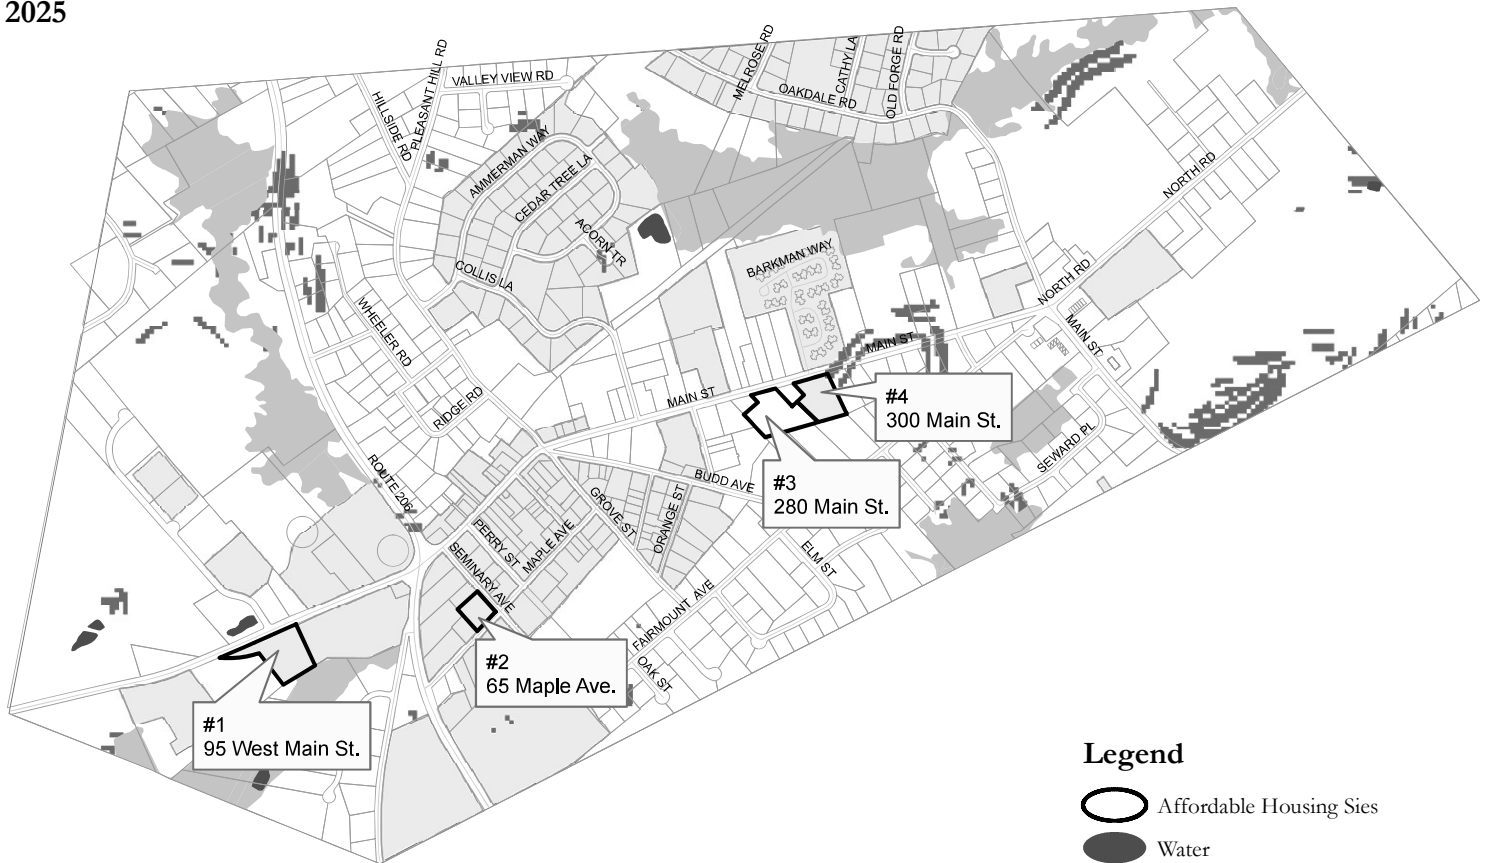 2025
MELROSE RD
CATHY LA
OLD FORGE RD
PLEASANT HILL RD
VALLEY VIEW RD
OAKDALE RD
HILLSIDE RD
AMMERMAN WAY
CEDAR TREE LA
NORTH RD
ACORN TR
BARKMAN WAY
COLLIS LA
NORTH RD
WHEELER RD
MAIN ST
MAIN ST
RIDGE RD
MAIN ST
#4
300 Main St.
SEWARD PL
ROUTE 206
BUDD AVE
#3
280 Main St.
GROVE ST
ORANGE ST
PERRY ST
MAPLE AVE
SEMINARY AVE
ELM ST
FAIRMOUNT AVE
OAK ST
#2
65 Maple Ave.
#1
95 West Main St.
Legend
Affordable Housing Sies
Water